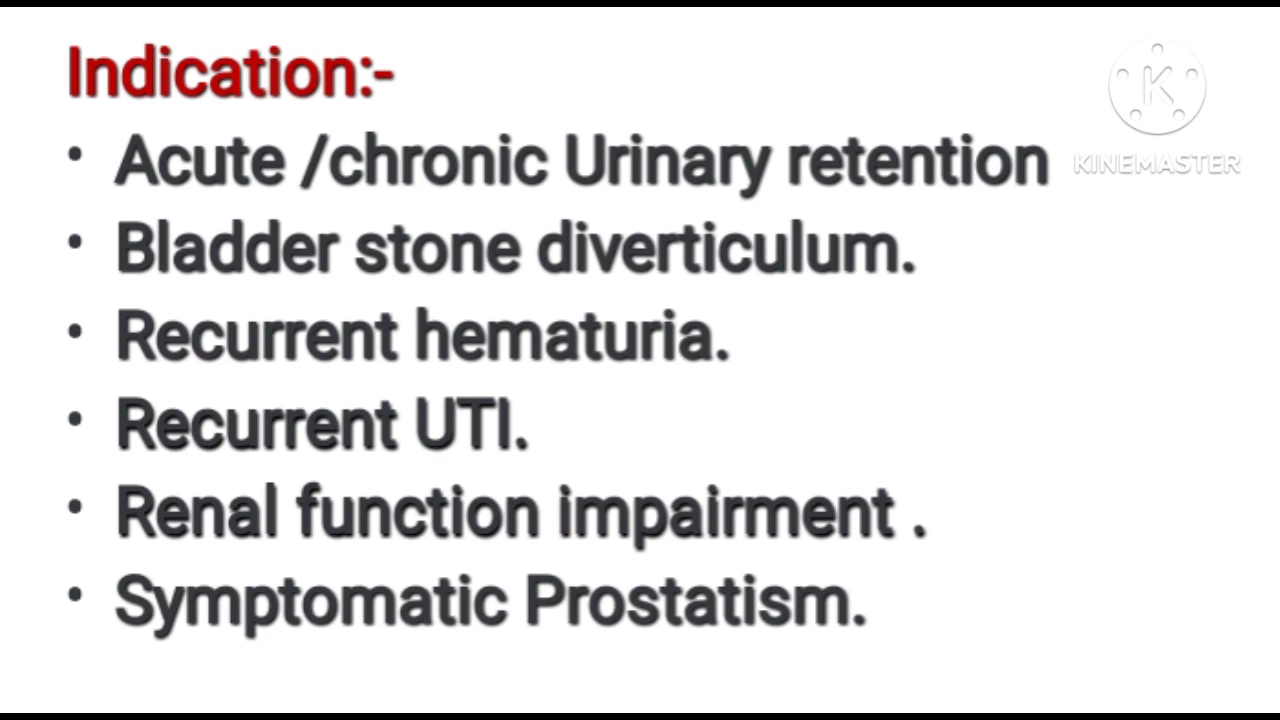 Indication:-
• Acute /chronic Urinary retention
• Bladder stone diverticulum.
• Recurrent hematuria.
• Recurrent UTI.
• Renal function impairment .
• Symptomatic Prostatism.
K
KINEMASTER